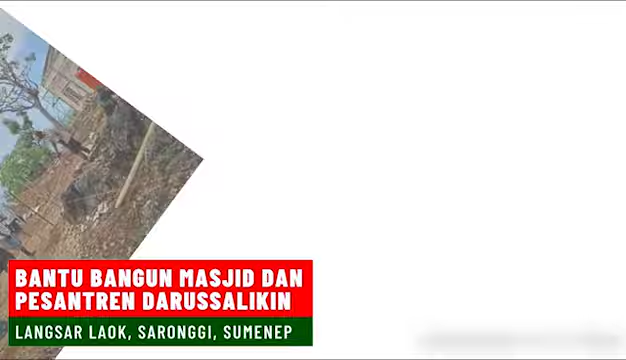 BANTU BANGUN MASJID DAN
PESANTREN DARUSSALIKIN
LANGSAR LAOK, SARONGGI, SUMENEP